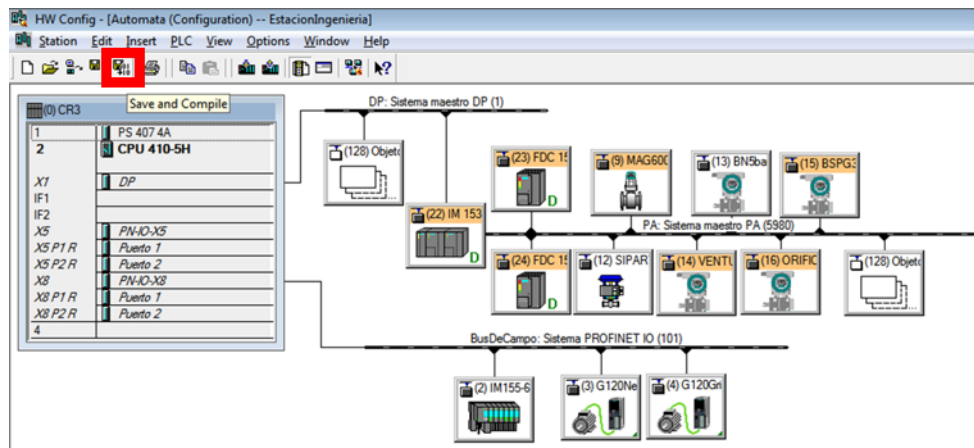 HW Config - [Automata (Configuration) -- EstacionIngenieria]
Station Edit Insert PLC View Options Window Help
Save and Compile
(0) CR3
1 PS 407 4A
2 CPU 410-5H
X1 DP
IF1
IF2
X5 PN-IO-X5
X5 P1 R Puerto 1
X5 P2 R Puerto 2
X8 PN-IO-X8
X8 P1 R Puerto 1
X8 P2 R Puerto 2
4
DP: Sistema maestro DP (1)
(128) Objeto
(22) IM 153
D
(23) FDC 15
D
(9) MAG600
(13) BN5ba
(15) BSPG3
PA: Sistema maestro PA (5980)
(24) FDC 15
D
(12) SIPAR
(14) VENTU
(16) ORIFIC
(128) Objeto
BusDeCampo: Sistema PROFINET IO (101)
(2) IM155-6
(3) G120Ne
(4) G120Gri